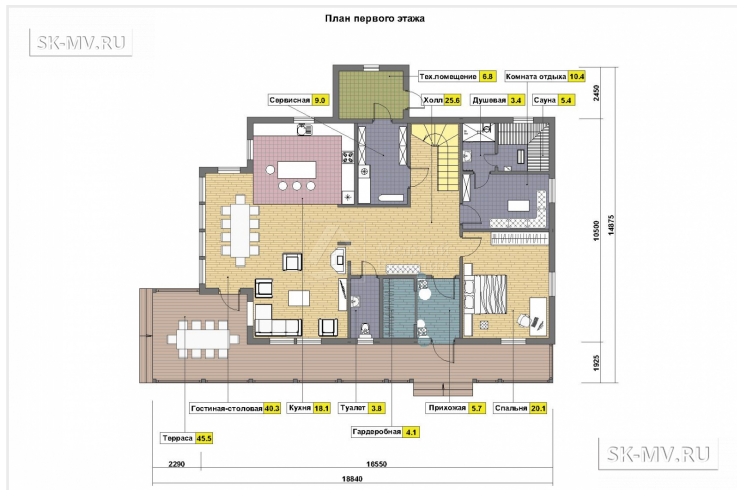 План первого этажа
SK-MV.RU
Тех.помещение 6.8
Комната отдыха 10.4
Сервисная 9.0
Холл 25.6
Душевая 3.4
Сауна 5.4
2450
10500
14875
1925
Гостиная-столовая 40.3
Кухня 18.1
Туалет 3.8
Прихожая 5.7
Спальня 20.1
Терраса 45.5
Гардеробная 4.1
SK-MV.RU
2290
16550
18840